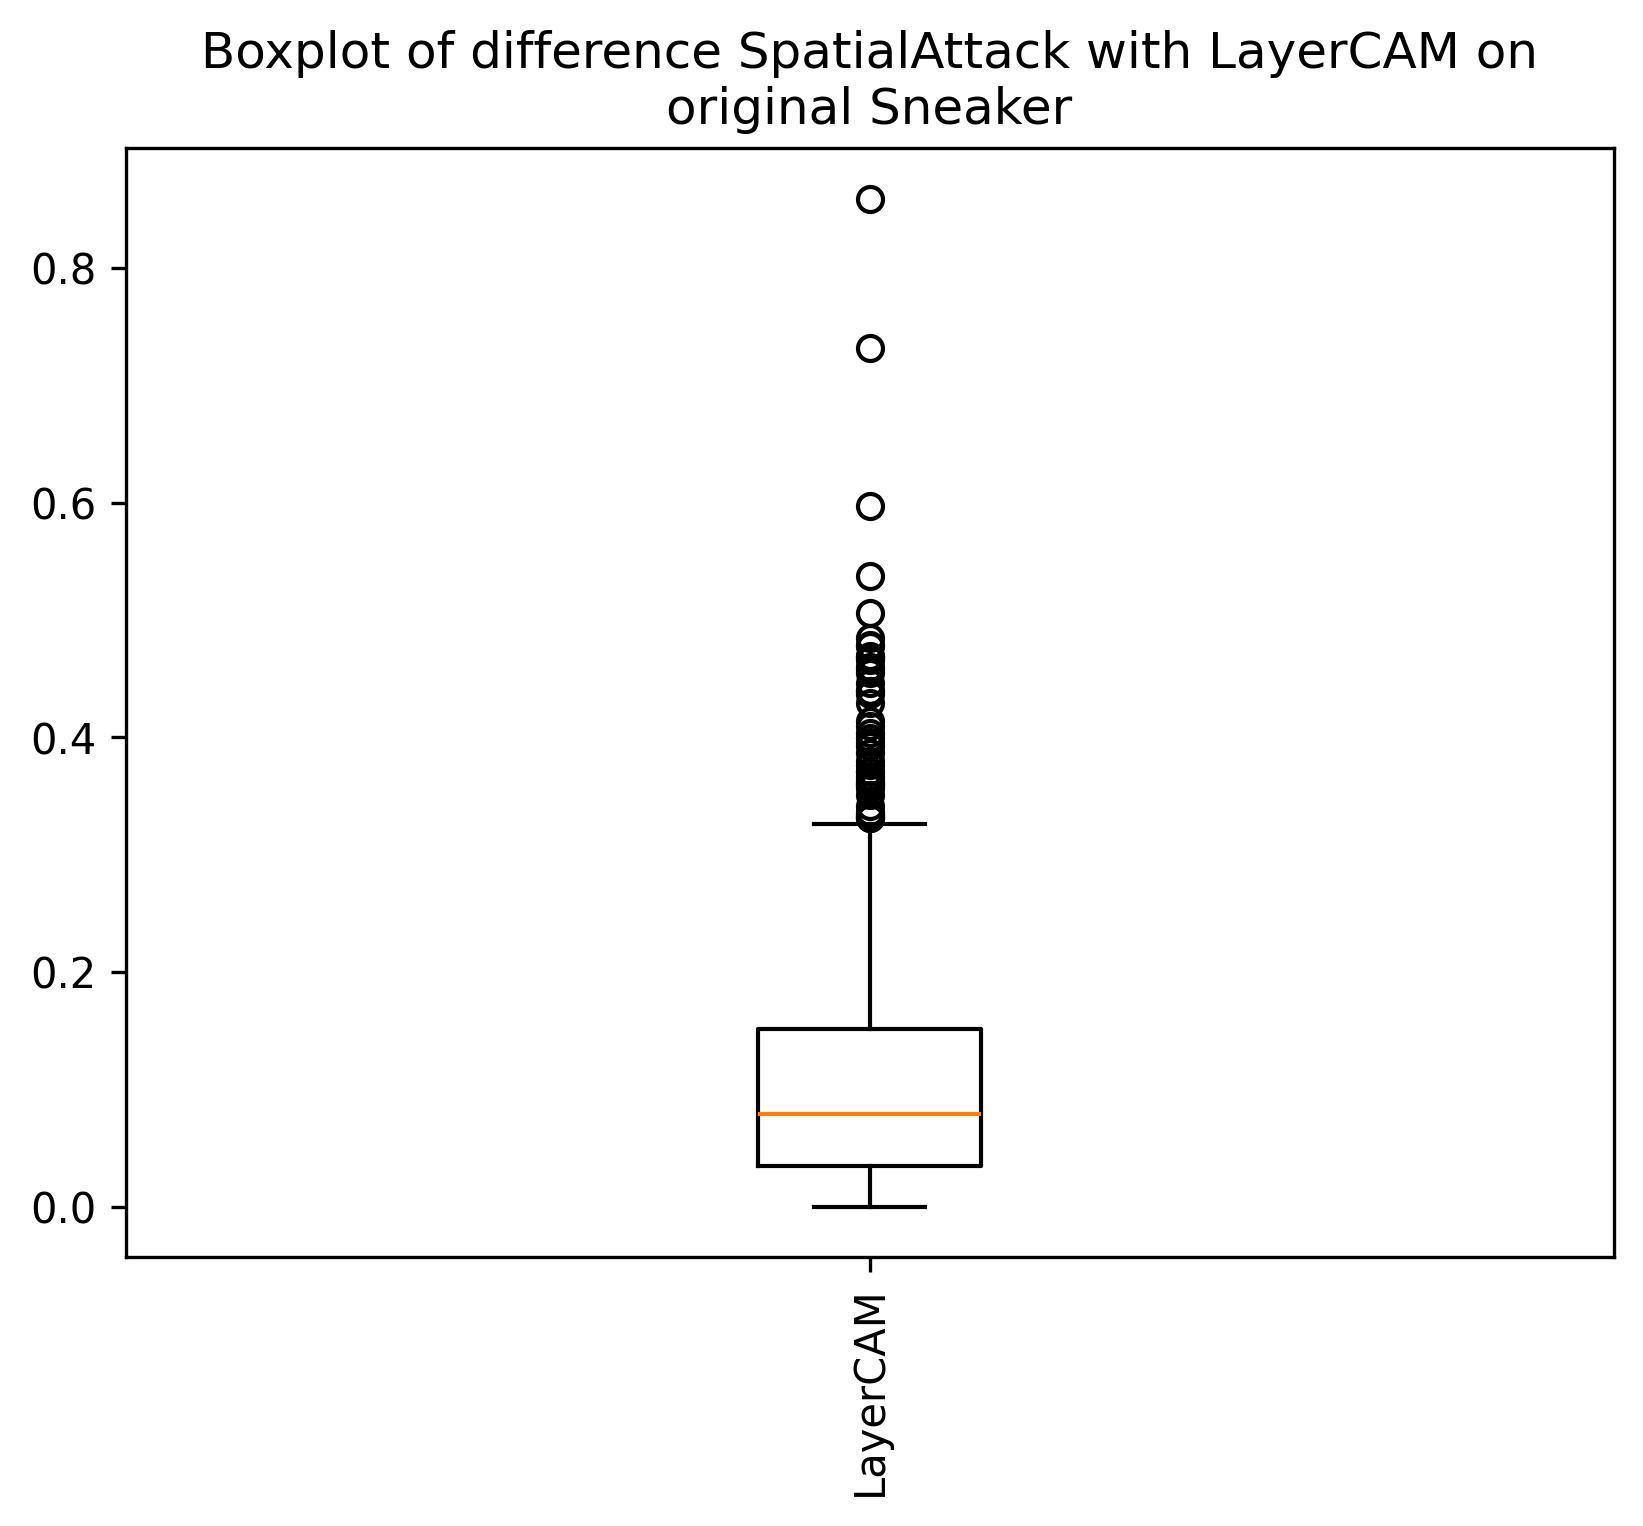 Boxplot of difference SpatialAttack with LayerCAM on
original Sneaker
0.8
0.6
0.4
0.2
0.0
LayerCAM